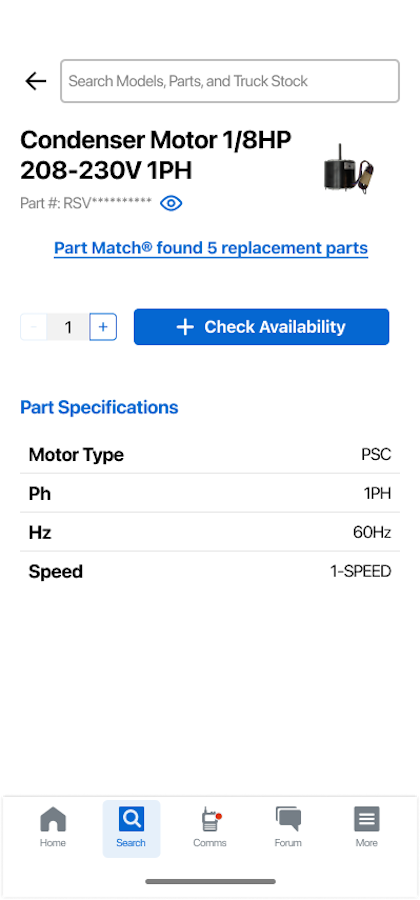 Search Models, Parts, and Truck Stock
Condenser Motor 1/8HP
208-230V 1PH
Part #: RSV**********
Part Match® found 5 replacement parts
- 1 + + Check Availability
Part Specifications
Motor Type PSC
Ph 1PH
Hz 60Hz
Speed 1-SPEED
Home Search Comms Forum More